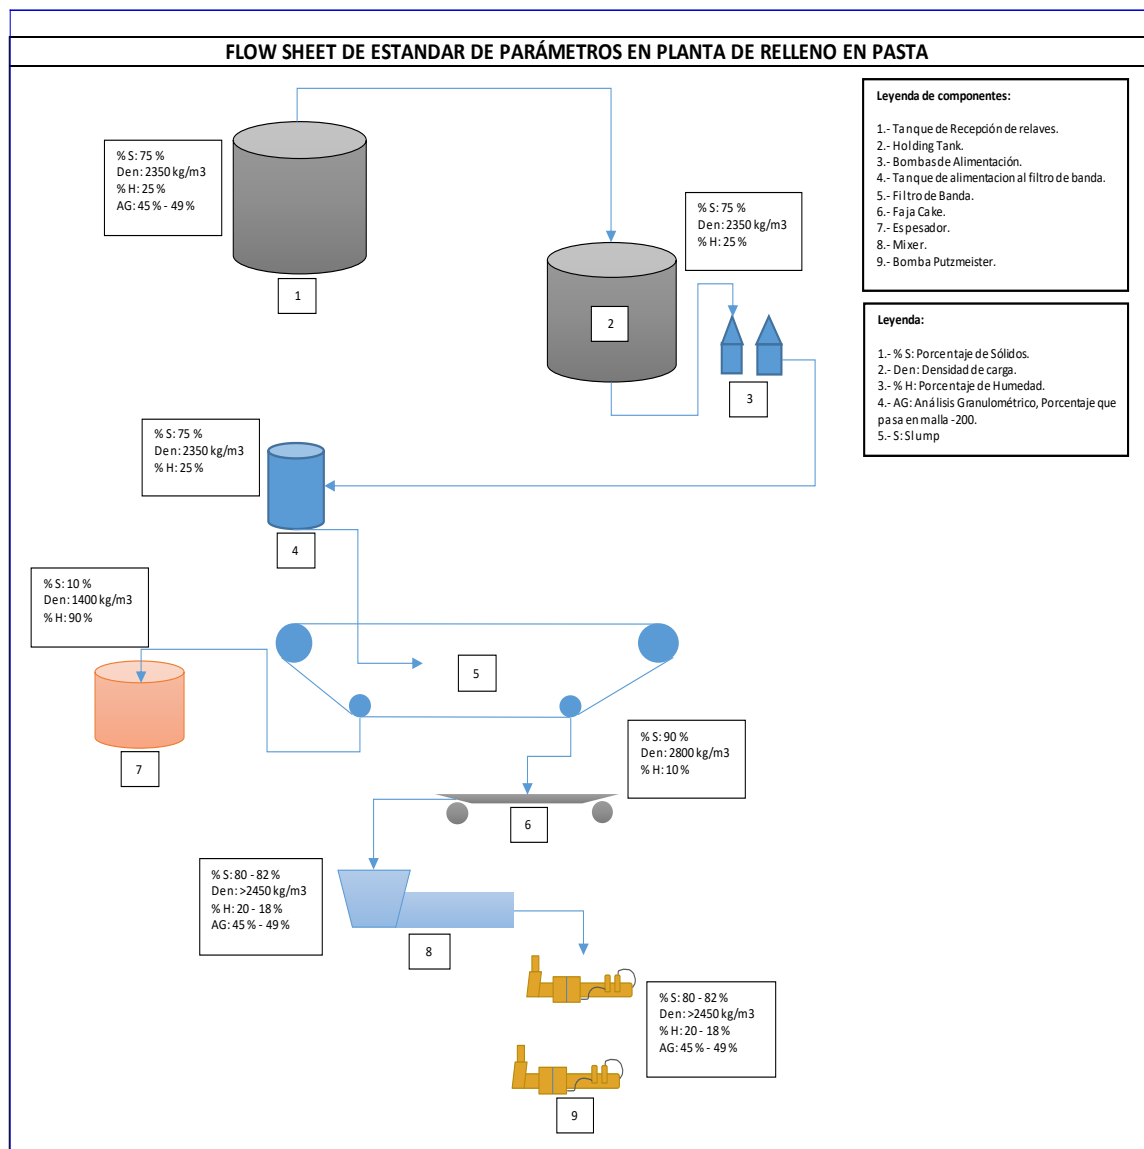 FLOW SHEET DE ESTANDAR DE PARÁMETROS EN PLANTA DE RELLENO EN PASTA
Leyenda de componentes:
1.- Tanque de Recepción de relaves.
2.- Holding Tank.
3.- Bombas de Alimentación.
4.- Tanque de alimentacion al filtro de banda.
5.- Filtro de Banda.
6.- Faja Cake.
7.- Espesador.
8.- Mixer.
9.- Bomba Putzmeister.
Leyenda:
1.- % S: Porcentaje de Sólidos.
2.- Den: Densidad de carga.
3.- % H: Porcentaje de Humedad.
4.- AG: Análisis Granulométrico, Porcentaje que
pasa en malla -200.
5.- S: Slump
% S: 75 %
Den: 2350 kg/m3
% H: 25 %
AG: 45 % - 49 %
1
% S: 75 %
Den: 2350 kg/m3
% H: 25 %
2
3
% S: 75 %
Den: 2350 kg/m3
% H: 25 %
4
% S: 10 %
Den: 1400 kg/m3
% H: 90 %
5
7
% S: 90 %
Den: 2800 kg/m3
% H: 10 %
6
% S: 80 - 82 %
Den: >2450 kg/m3
% H: 20 - 18 %
AG: 45 % - 49 %
8
% S: 80 - 82 %
Den: >2450 kg/m3
% H: 20 - 18 %
AG: 45 % - 49 %
9